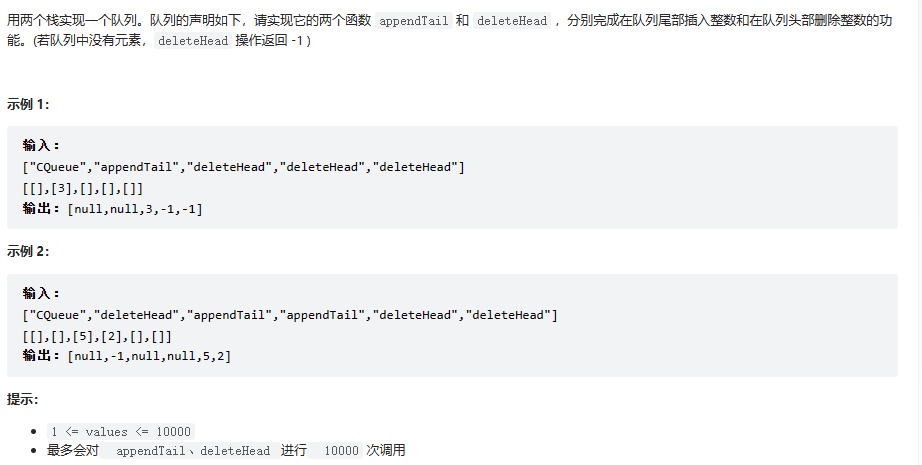 用两个栈实现一个队列。队列的声明如下，请实现它的两个函数 appendTail 和 deleteHead ，分别完成在队列尾部插入整数和在队列头部删除整数的功
能。(若队列中没有元素，deleteHead 操作返回 -1 )
示例 1：
输入：
["CQueue","appendTail","deleteHead","deleteHead","deleteHead"]
[[],[3],[],[],[]]
输出：[null,null,3,-1,-1]
示例 2：
输入：
["CQueue","deleteHead","appendTail","appendTail","deleteHead","deleteHead"]
[[],[],[5],[2],[],[]]
输出：[null,-1,null,null,5,2]
提示：
1 <= values <= 10000
最多会对 appendTail、deleteHead 进行 10000 次调用